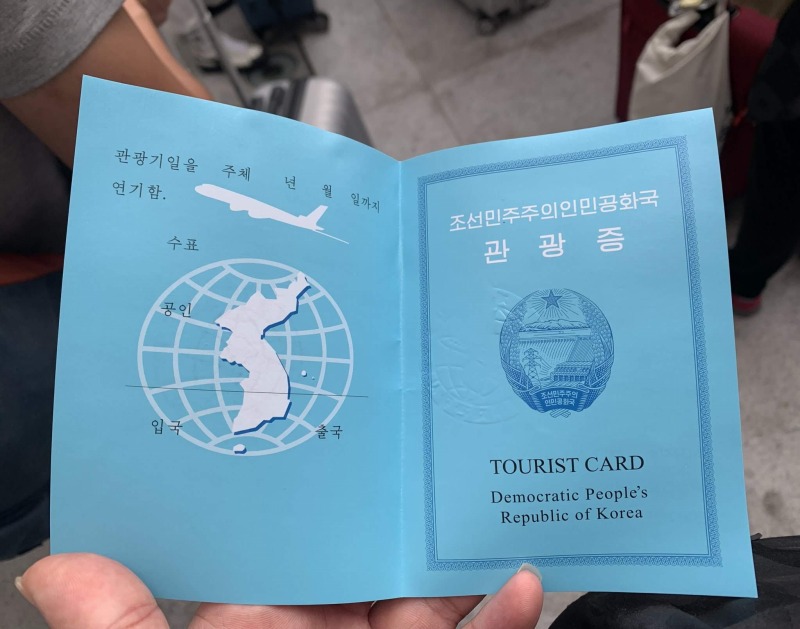 관광기일을 주체 년 월 일까지
연기함.
수표
공인
입국 출국
조선민주주의인민공화국
관광증
조선민주주의
인민공화국
TOURIST CARD
Democratic People's
Republic of Korea